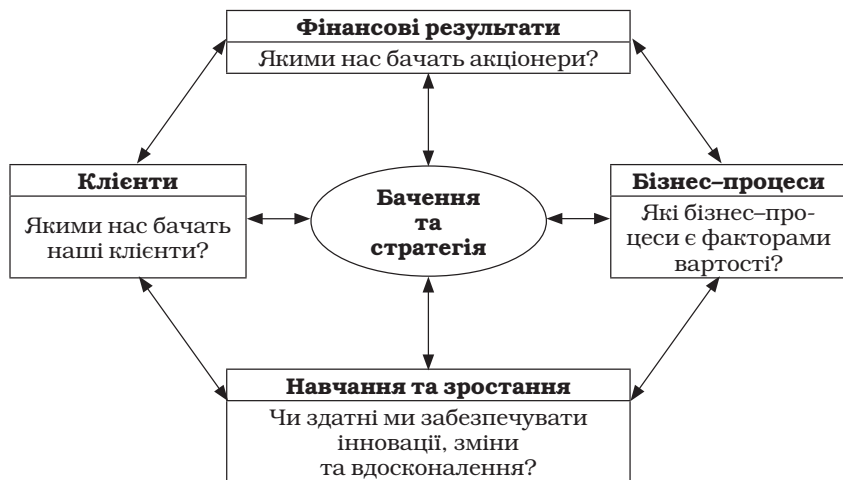 Фінансові результати
Якими нас бачать акціонери?
Клієнти
Якими нас бачать
наші клієнти?
Бачення
та
стратегія
Бізнес–процеси
Які бізнес–про-
цеси є факторами
вартості?
Навчання та зростання
Чи здатні ми забезпечувати
інновації, зміни
та вдосконалення?